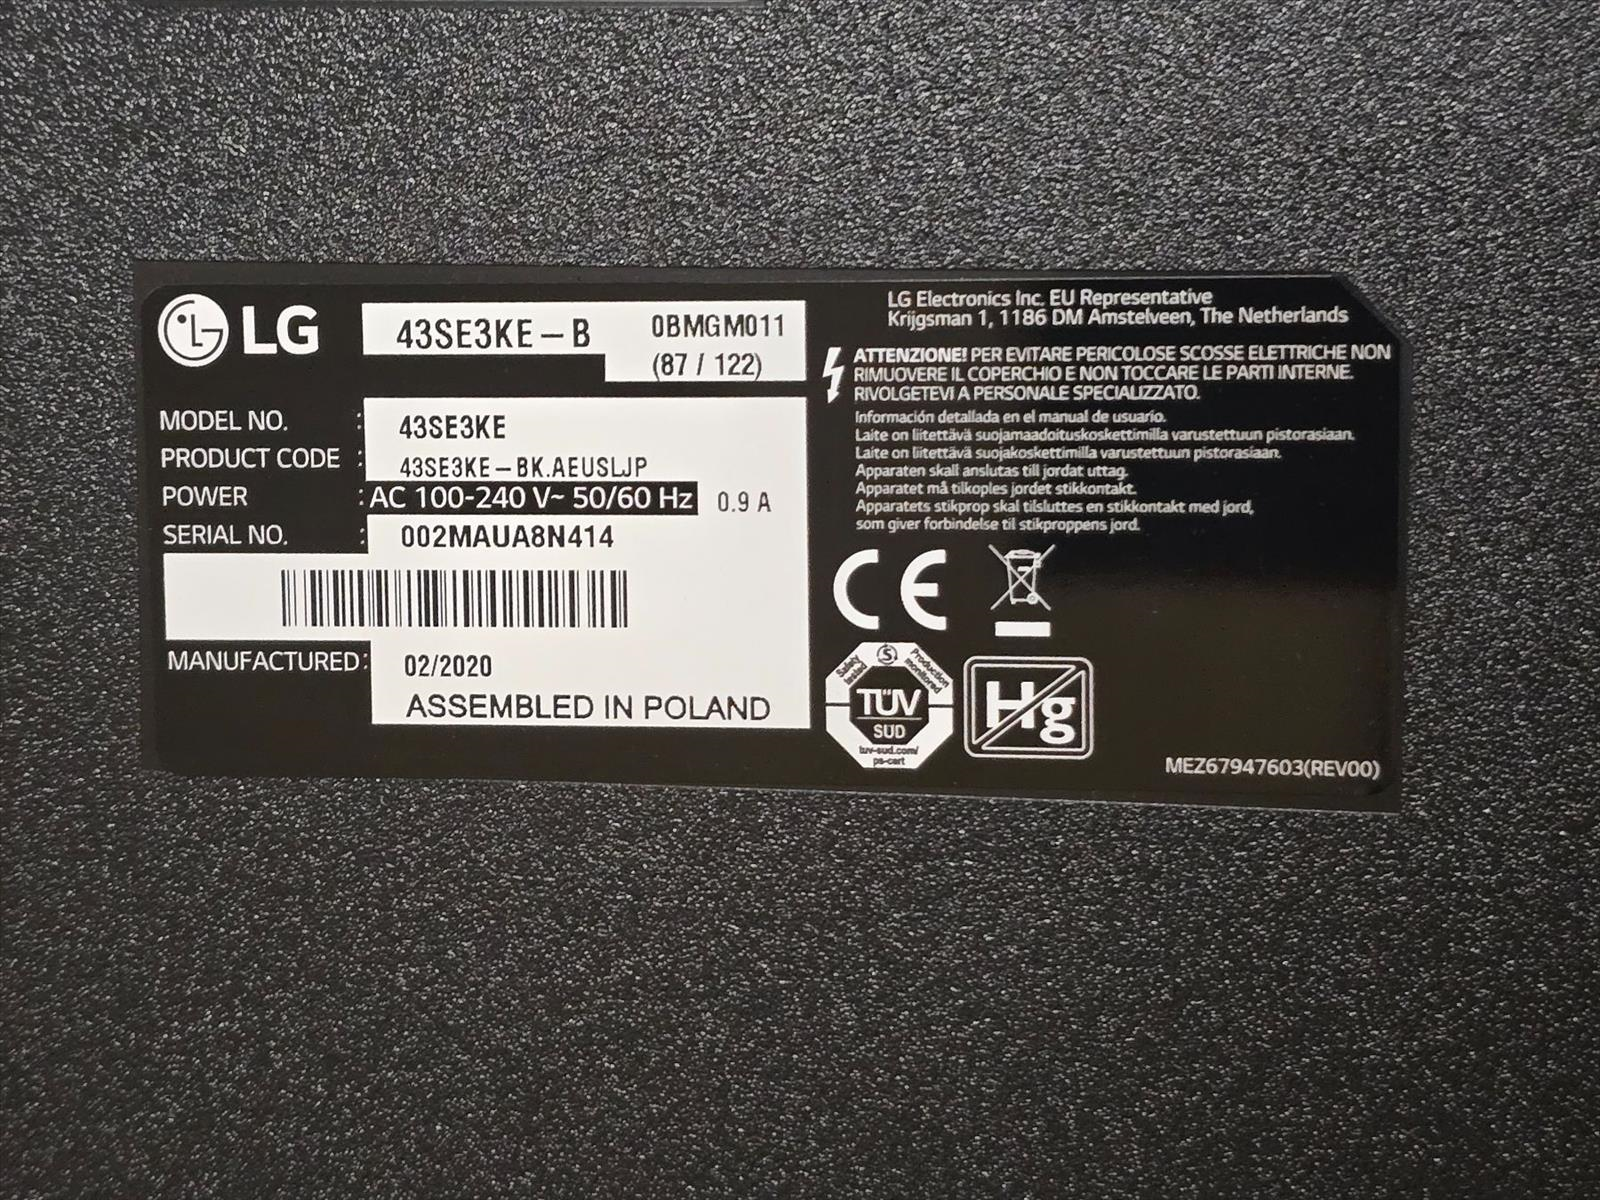 LG
43SE3KE-B
0BMGM011
(87 / 122)
MODEL NO. : 43SE3KE
PRODUCT CODE : 43SE3KE-BK.AEUSLJP
POWER : AC 100-240 V~ 50/60 Hz 0.9 A
SERIAL NO. : 002MAUA8N414
MANUFACTURED : 02/2020
ASSEMBLED IN POLAND
LG Electronics Inc. EU Representative
Krijgsman 1, 1186 DM Amstelveen, The Netherlands
ATTENZIONE! PER EVITARE PERICOLOSE SCOSSE ELETTRICHE NON
RIMUOVERE IL COPERCHIO E NON TOCCARE LE PARTI INTERNE.
RIVOLGETEVI A PERSONALE SPECIALIZZATO.
Información detallada en el manual de usuario.
Laite on liitettävä suojamaadoituskoskettimilla varustettuun pistorasiaan.
Laite on liitettävä suojakoskettimilla varustettuun pistorasiaan.
Apparaten skall anslutas till jordat uttag.
Apparatet må tilkoples jordet stikkontakt.
Apparatets stikprop skal tilsluttes en stikkontakt med jord,
som giver forbindelse til stikproppens jord.
CE
Safety tested
S
Production monitored
TÜV
SÜD
tuv-sud.com/
ps-cert
Hg
MEZ67947603(REV00)